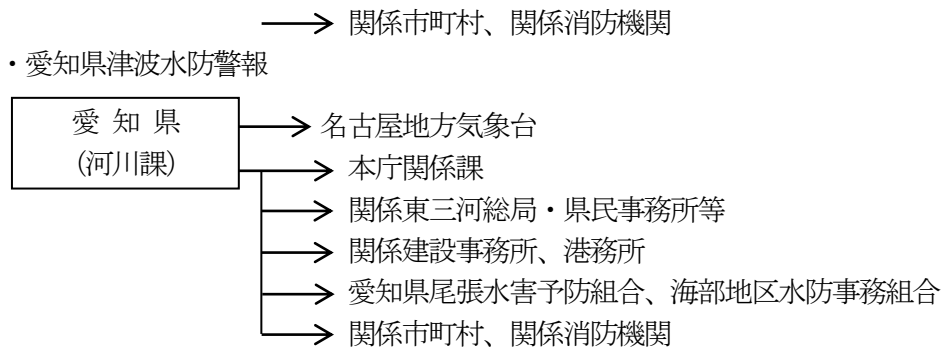 関係市町村、関係消防機関
・愛知県津波水防警報
愛知県
(河川課)
名古屋地方気象台
本庁関係課
関係東三河総局・県民事務所等
関係建設事務所、港務所
愛知県尾張水害予防組合、海部地区水防事務組合
関係市町村、関係消防機関